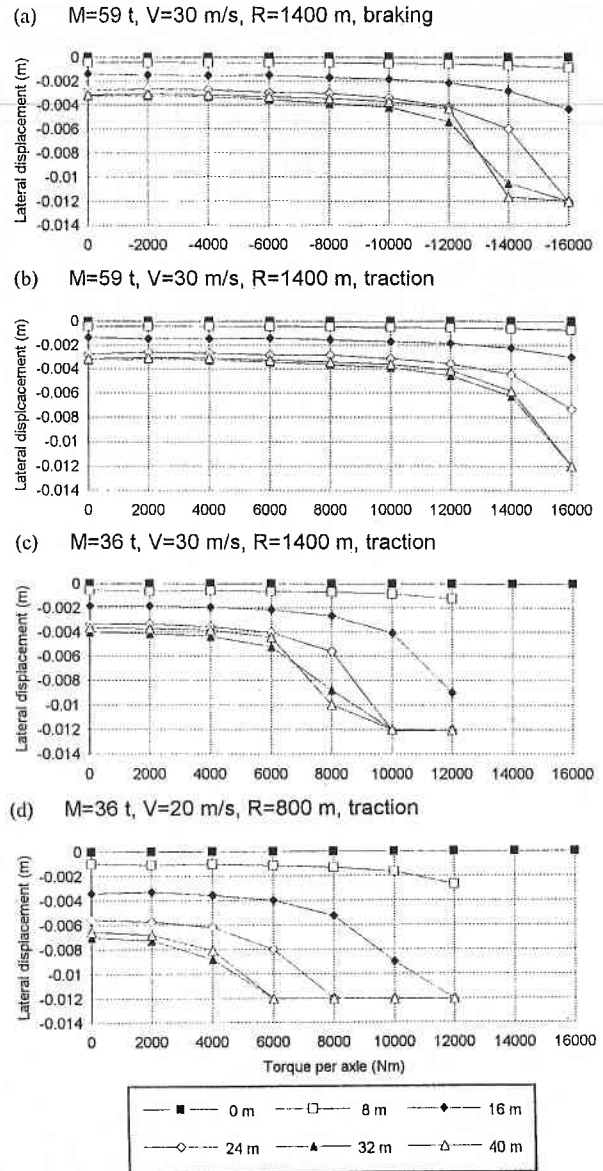 (a) M=59 t, V=30 m/s, R=1400 m, braking
Lateral displacement (m)
0
-0.002
-0.004
-0.006
-0.008
-0.01
-0.012
-0.014
0 -2000 -4000 -6000 -8000 -10000 -12000 -14000 -16000
(b) M=59 t, V=30 m/s, R=1400 m, traction
Lateral displcacement (m)
0
-0.002
-0.004
-0.006
-0.008
-0.01
-0.012
-0.014
0 2000 4000 6000 8000 10000 12000 14000 16000
(c) M=36 t, V=30 m/s, R=1400 m, traction
Lateral displacement (m)
0
-0.002
-0.004
-0.006
-0.008
-0.01
-0.012
-0.014
0 2000 4000 6000 8000 10000 12000 14000 16000
(d) M=36 t, V=20 m/s, R=800 m, traction
Lateral displacement (m)
0
-0.002
-0.004
-0.006
-0.008
-0.01
-0.012
-0.014
0 2000 4000 6000 8000 10000 12000 14000 16000
Torque per axle (Nm)
0 m 8 m 16 m
24 m 32 m 40 m